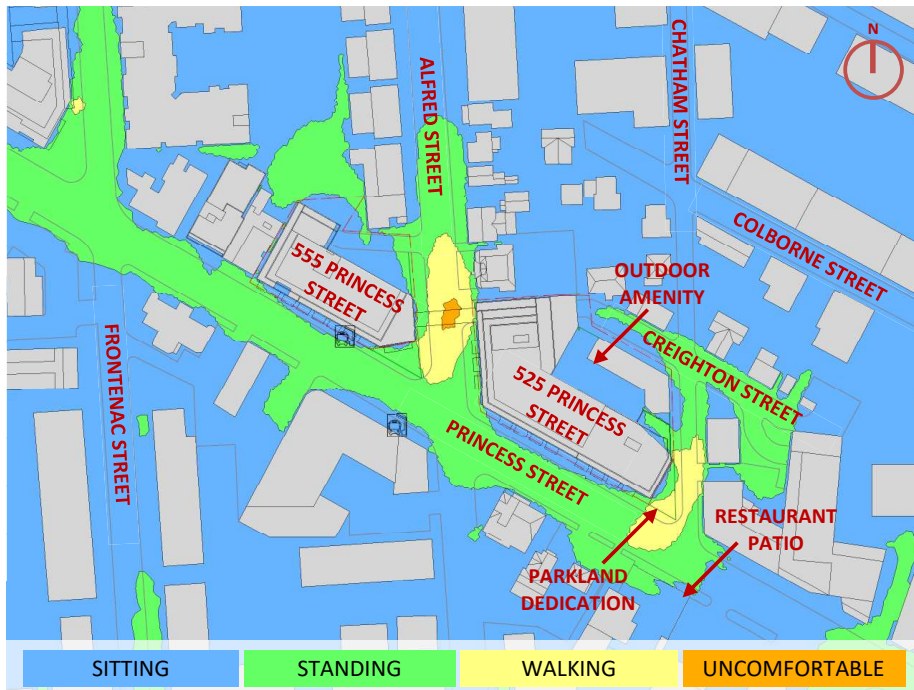 N
ALFRED STREET
CHATHAM STREET
COLBORNE STREET
555 PRINCESS
STREET
OUTDOOR
AMENITY
CREIGHTON STREET
FRONTENAC STREET
525 PRINCESS
STREET
PRINCESS STREET
RESTAURANT
PATIO
PARKLAND
DEDICATION
SITTING
STANDING
WALKING
UNCOMFORTABLE